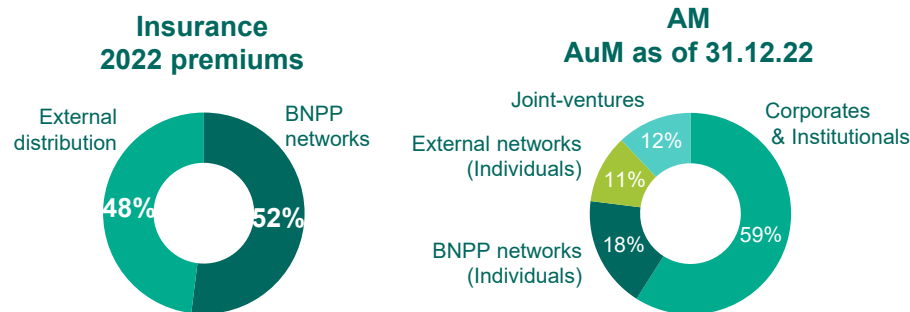 Insurance
2022 premiums
External
distribution
BNPP
networks
48%
52%
AM
AuM as of 31.12.22
Joint-ventures
Corporates
& Institutionals
External networks
(Individuals)
BNPP networks
(Individuals)
12%
11%
18%
59%